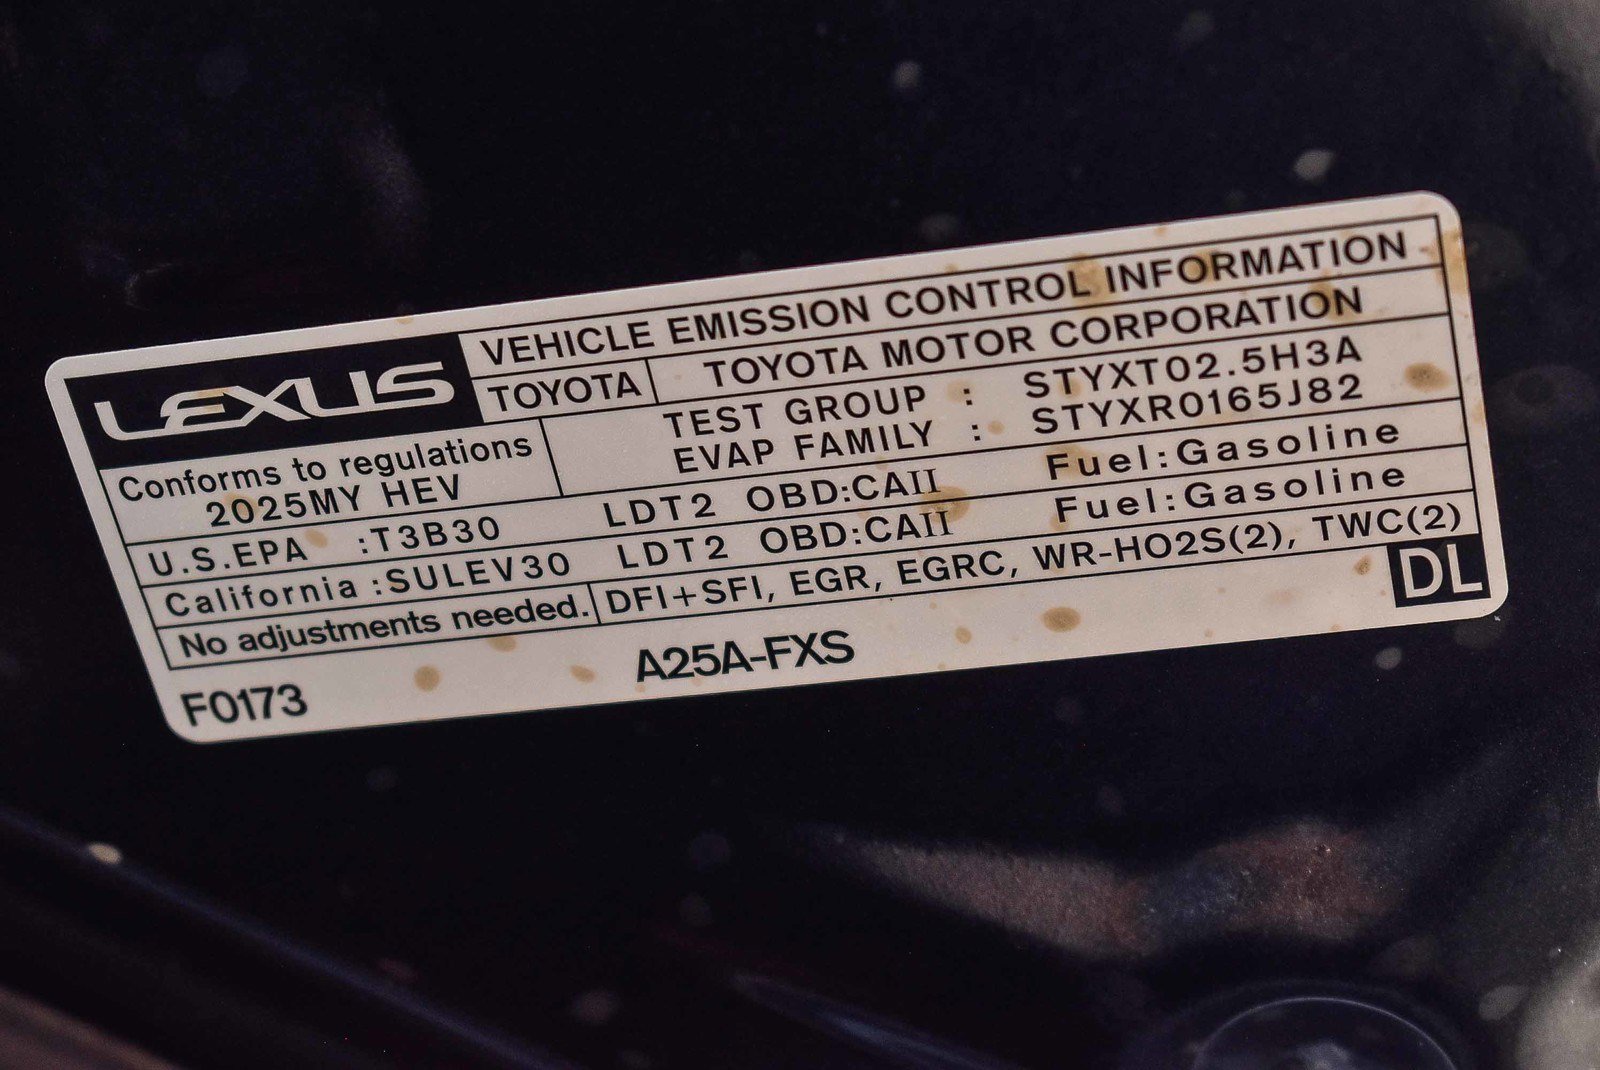 LEXUS
VEHICLE EMISSION CONTROL INFORMATION
TOYOTA TOYOTA MOTOR CORPORATION
Conforms to regulations
2025MY HEV
TEST GROUP : STYXT02.5H3A
EVAP FAMILY : STYXR0165J82
U.S.EPA :T3B30 LDT2 OBD:CAII Fuel:Gasoline
California :SULEV30 LDT2 OBD:CAII Fuel:Gasoline
No adjustments needed. DFI+SFI, EGR, EGRC, WR-HO2S(2), TWC(2)
DL
F0173 A25A-FXS